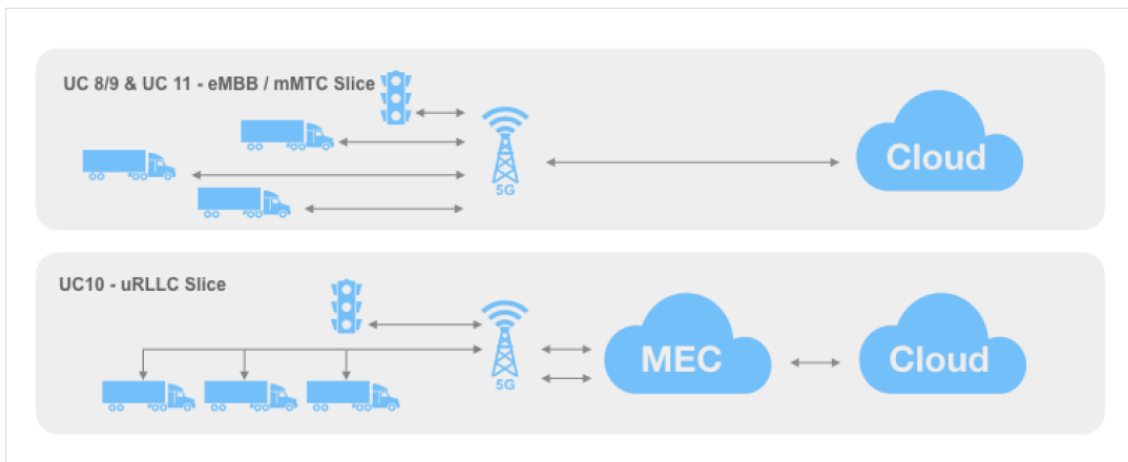 UC 8/9 & UC 11 - eMBB / mMTC Slice
5G
Cloud
UC10 - uRLLC Slice
5G
MEC
Cloud